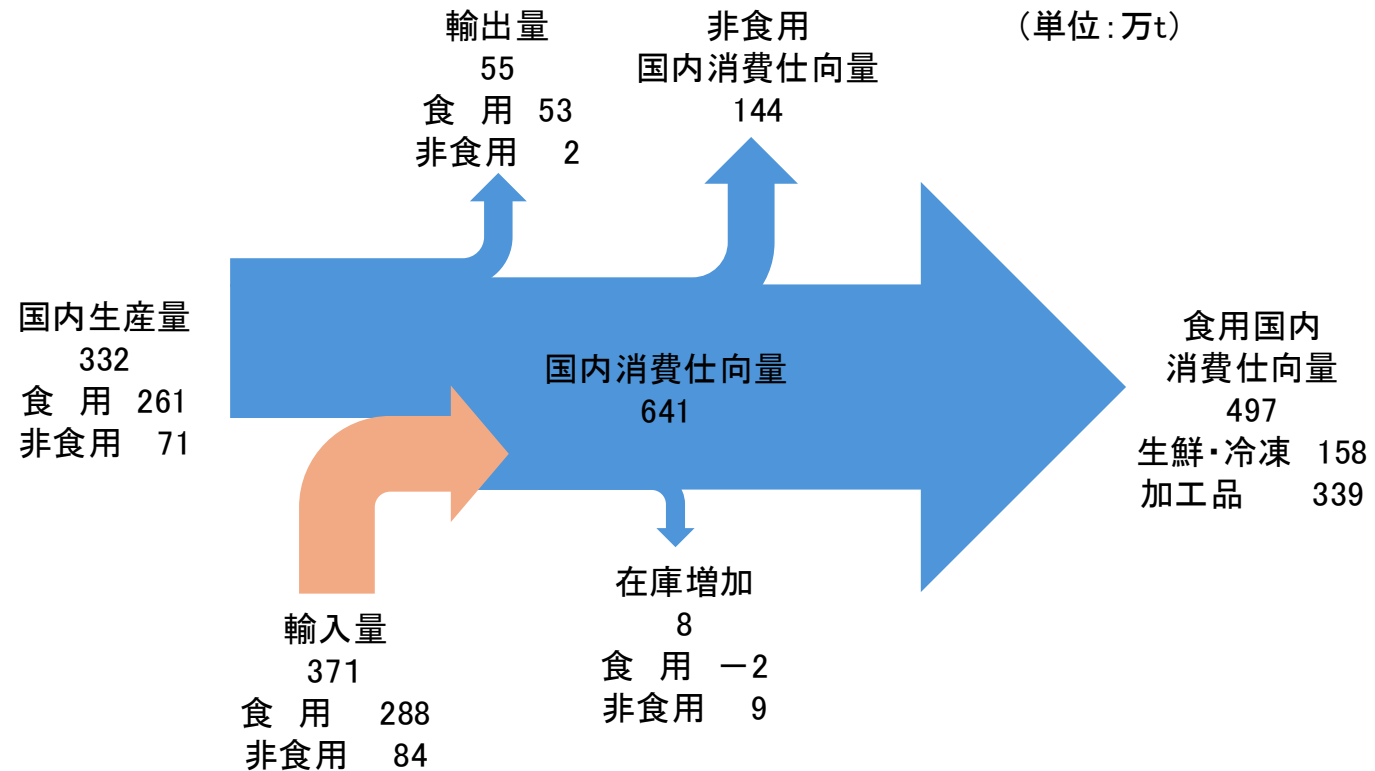 輸出量
55
食　用 53
非食用 2
非食用
国内消費仕向量
144
（単位：万t）
国内生産量
332
食　用 261
非食用 71
国内消費仕向量
641
食用国内
消費仕向量
497
生鮮・冷凍 158
加工品 339
輸入量
371
食　用 288
非食用 84
在庫増加
8
食　用 －2
非食用 9